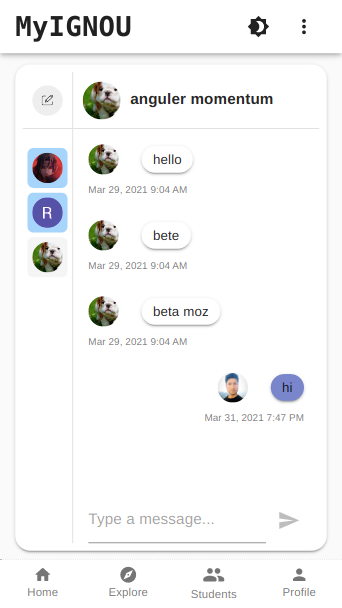 MyIGNOU
anguler momentum
hello
Mar 29, 2021 9:04 AM
R
bete
Mar 29, 2021 9:04 AM
beta moz
Mar 29, 2021 9:04 AM
hi
Mar 31, 2021 7:47 PM
Type a message...
Home
Explore
Students
Profile